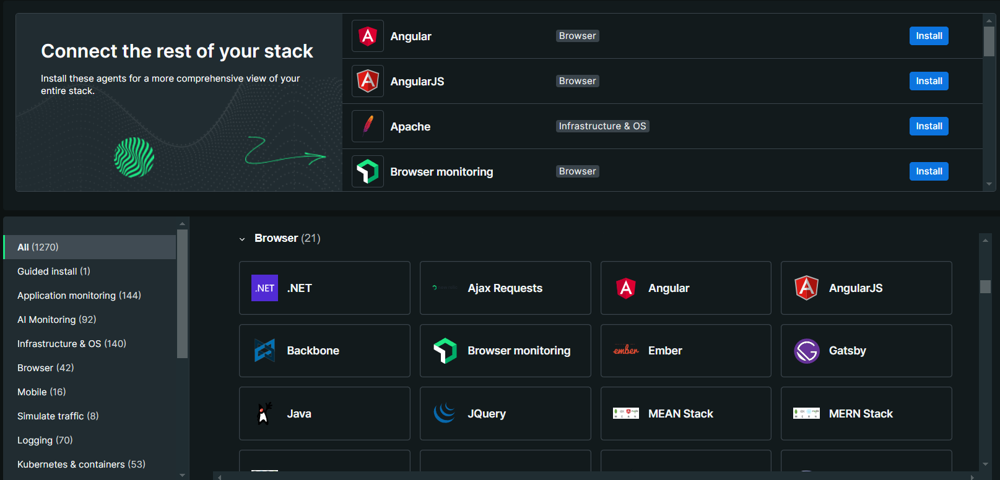 Connect the rest of your stack
Install these agents for a more comprehensive view of your
entire stack.
Angular Browser Install
AngularJS Browser Install
Apache Infrastructure & OS Install
Browser monitoring Browser Install
All (1270)
Guided install (1)
Application monitoring (144)
AI Monitoring (92)
Infrastructure & OS (140)
Browser (42)
Mobile (16)
Simulate traffic (8)
Logging (70)
Kubernetes & containers (53)
Browser (21)
.NET .NET
Ajax Requests
Angular
AngularJS
Backbone
Browser monitoring
ember Ember
Gatsby
Java
JQuery
MEAN Stack
MERN Stack